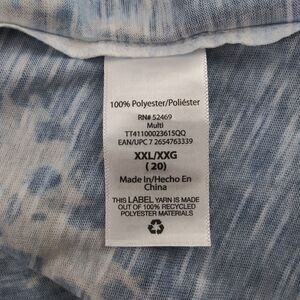 100% Polyester/Poliéster
RN# 52469
Multi
TT41100023615QQ
EAN/UPC 7 2654763339
XXL/XXG
( 20 )
Made In/Hecho En
China
THIS LABEL YARN IS MADE
OUT OF 100% RECYCLED
POLYESTER MATERIALS